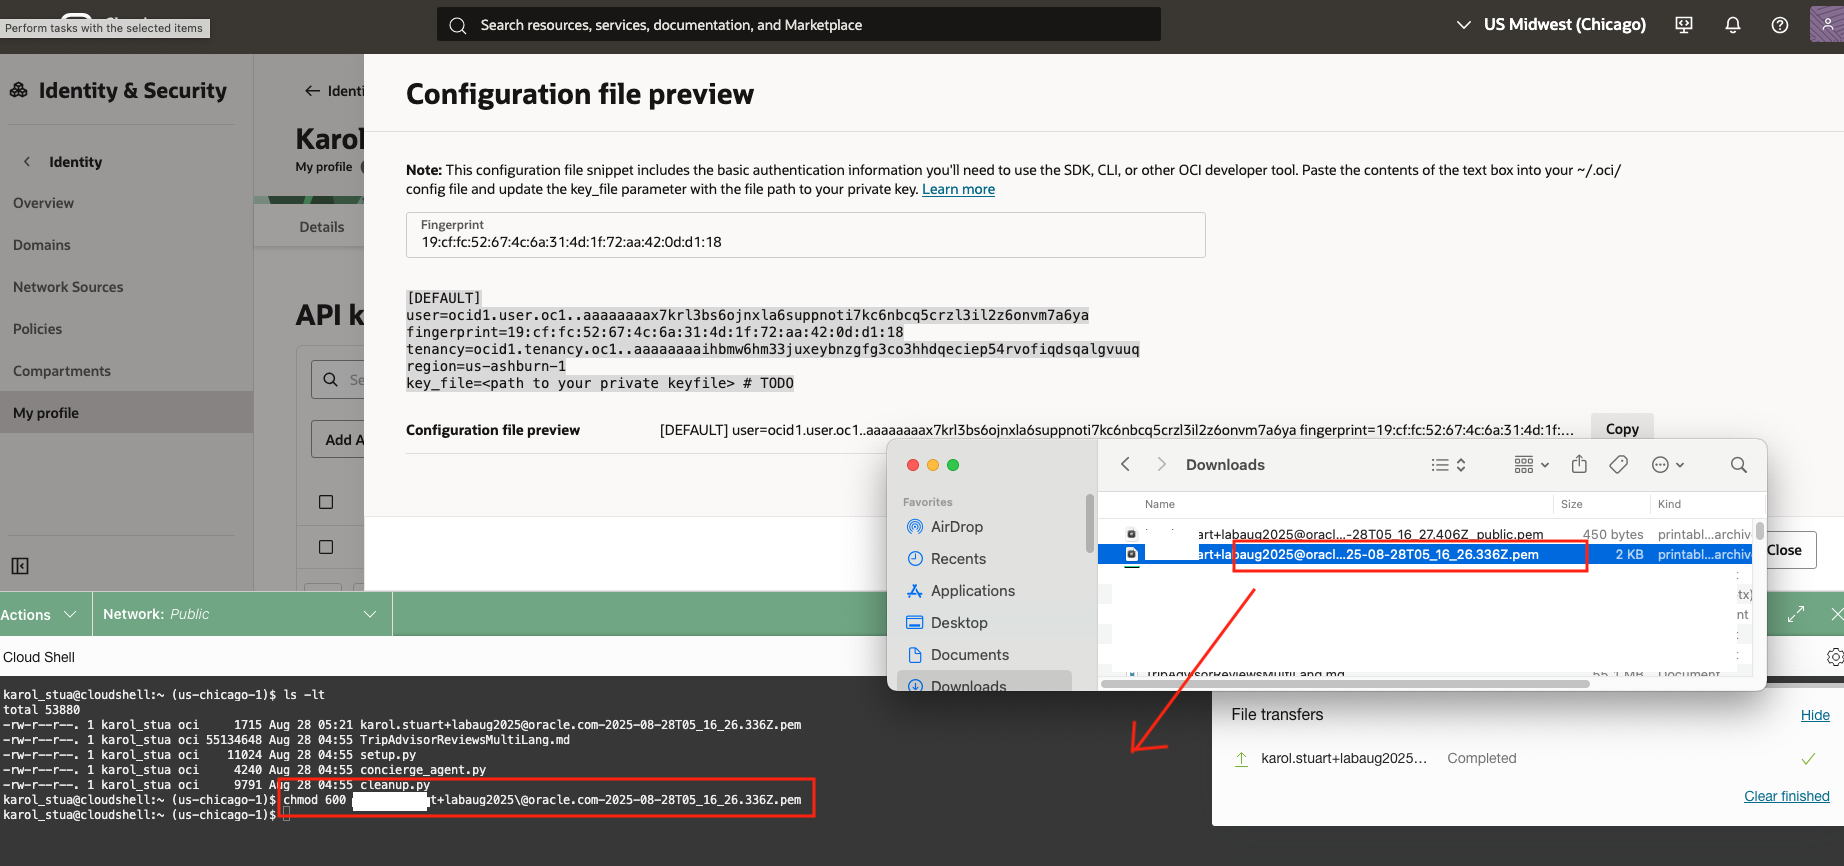 Perform tasks with the selected items
Search resources, services, documentation, and Marketplace
US Midwest (Chicago)
Identity & Security
Identity
Overview
Domains
Network Sources
Policies
Compartments
My profile
Identi
Karol
My profile
Details
API k
Se
Add A
Configuration file preview
Note: This configuration file snippet includes the basic authentication information you'll need to use the SDK, CLI, or other OCI developer tool. Paste the contents of the text box into your ~/.oci/
config file and update the key_file parameter with the file path to your private key. Learn more
Fingerprint
19:cf:fc:52:67:4c:6a:31:4d:1f:72:aa:42:0d:d1:18
[DEFAULT]
user=ocid1.user.oc1..aaaaaaaax7krl3bs6ojnxla6suppnoti7kc6nbcq5crzl3il2z6onvm7a6ya
fingerprint=19:cf:fc:52:67:4c:6a:31:4d:1f:72:aa:42:0d:d1:18
tenancy=ocid1.tenancy.oc1..aaaaaaaaihbmw6hm33juxeybnzgfg3co3hhdqeciep54rvofiqdsqalgvuuq
region=us-ashburn-1
key_file=<path to your private keyfile> # TODO
Configuration file preview
[DEFAULT] user=ocid1.user.oc1..aaaaaaaax7krl3bs6ojnxla6suppnoti7kc6nbcq5crzl3il2z6onvm7a6ya fingerprint=19:cf:fc:52:67:4c:6a:31:4d:1f:...
Copy
Close
Downloads
Favorites
AirDrop
Recents
Applications
Desktop
Documents
Downloads
Name Size Kind
art+labaug2025@oracl...-28T05_16_27.406Z_public.pem 450 bytes printabl...archive
art+labaug2025@oracl...25-08-28T05_16_26.336Z.pem 2 KB printabl...archive
tx)
nt
TripAdvisorReviewsMultiLang.md 55.1 MB Document
Actions
Network: Public
Cloud Shell
karol_stua@cloudshell:~ (us-chicago-1)$ ls -lt
total 53880
-rw-r--r--. 1 karol_stua oci 1715 Aug 28 05:21 karol.stuart+labaug2025@oracle.com-2025-08-28T05_16_26.336Z.pem
-rw-r--r--. 1 karol_stua oci 55134648 Aug 28 04:55 TripAdvisorReviewsMultiLang.md
-rw-r--r--. 1 karol_stua oci 11024 Aug 28 04:55 setup.py
-rw-r--r--. 1 karol_stua oci 4240 Aug 28 04:55 concierge_agent.py
-rw-r--r--. 1 karol_stua oci 9791 Aug 28 04:55 cleanup.py
karol_stua@cloudshell:~ (us-chicago-1)$ chmod 600 t+labaug2025\@oracle.com-2025-08-28T05_16_26.336Z.pem
karol_stua@cloudshell:~ (us-chicago-1)$
File transfers
Hide
karol.stuart+labaug2025...
Completed
Clear finished